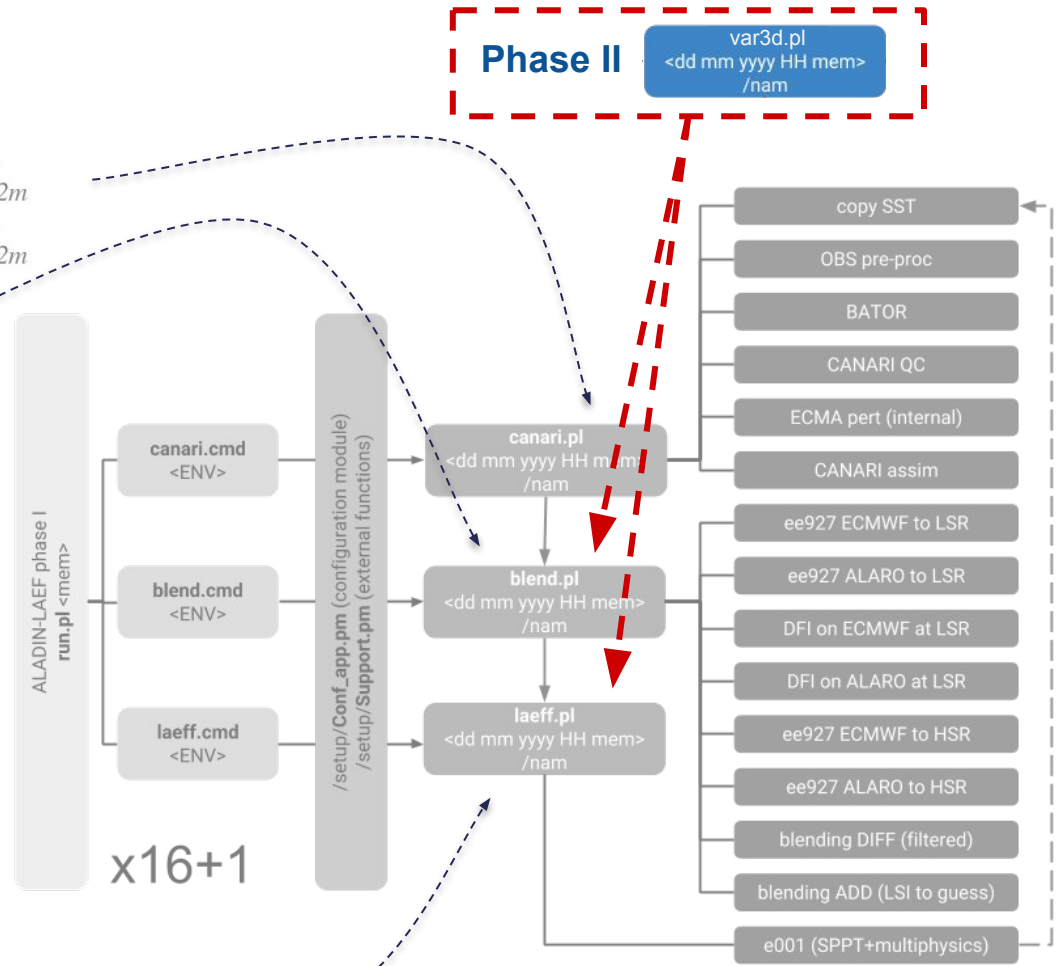 Phase II
var3d.pl
<dd mm yyyy HH mem>
/nam
2m
2m
ALADIN-LAEF phase I
run.pl <mem>
canari.cmd
<ENV>
blend.cmd
<ENV>
laeff.cmd
<ENV>
x16+1
/setup/Conf_app.pm (configuration module)
/setup/Support.pm (external functions)
canari.pl
<dd mm yyyy HH mem>
/nam
blend.pl
<dd mm yyyy HH mem>
/nam
laeff.pl
<dd mm yyyy HH mem>
/nam
copy SST
OBS pre-proc
BATOR
CANARI QC
ECMA pert (internal)
CANARI assim
ee927 ECMWF to LSR
ee927 ALARO to LSR
DFI on ECMWF at LSR
DFI on ALARO at LSR
ee927 ECMWF to HSR
ee927 ALARO to HSR
blending DIFF (filtered)
blending ADD (LSI to guess)
e001 (SPPT+multiphysics)